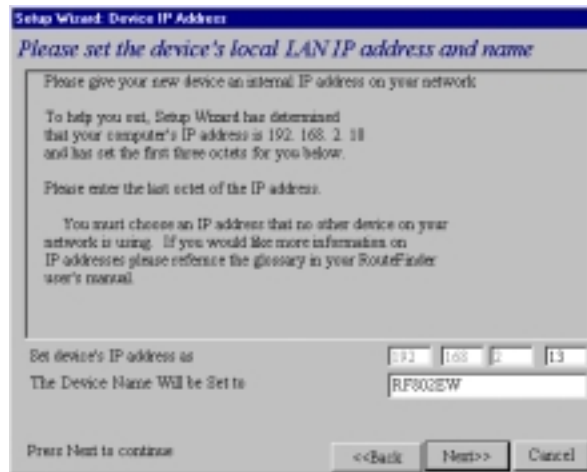 Setup Wizard: Device IP Address
Please set the device's local LAN IP address and name
Please give your new device an internal IP address on your network
To help you out, Setup Wizard has determined
that your computer's IP address is 192. 168. 2. 10
and has set the first three octets for you below.
Please enter the last octet of the IP address.
You must choose an IP address that no other device on your
network is using. If you would like more information on
IP addresses please refernce the glossary in your RouteFinder
user's manual.
Set device's IP address as 192 168 2 13
The Device Name Will be Set to RF802EW
Press Next to continue <<Back Next>> Cancel